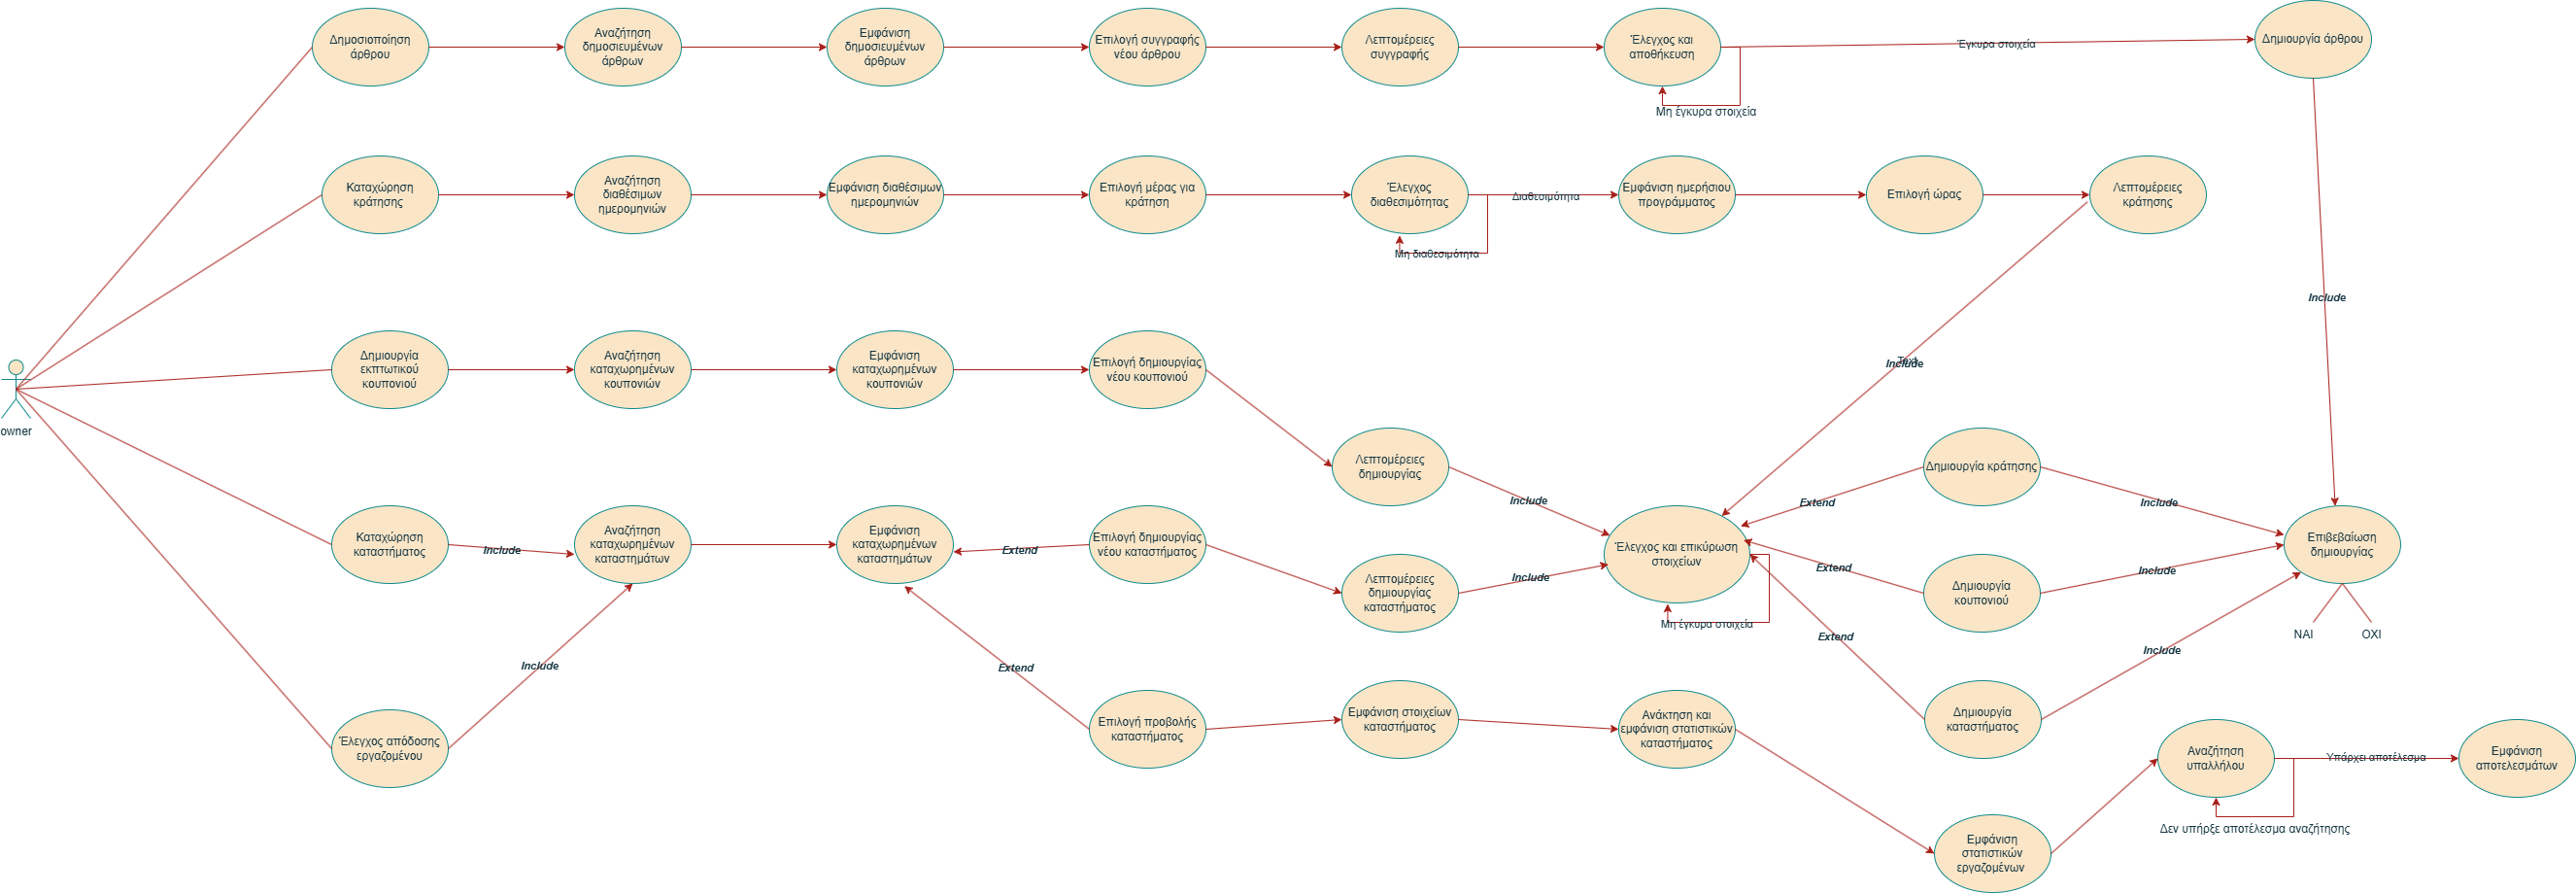 Δημοσιοποίηση
άρθρου
Αναζήτηση
δημοσιευμένων
άρθρων
Εμφάνιση
δημοσιευμένων
άρθρων
Επιλογή συγγραφής
νέου άρθρου
Λεπτομέρειες
συγγραφής
Έλεγχος και
αποθήκευση
Έγκυρα στοιχεία
Δημιουργία άρθρου
Μη έγκυρα στοιχεία
Καταχώρηση
κράτησης
Αναζήτηση
διαθέσιμων
ημερομηνιών
Εμφάνιση διαθέσιμων
ημερομηνιών
Επιλογή μέρας για
κράτηση
Έλεγχος
διαθεσιμότητας
Διαθεσιμότητα
Μη διαθεσιμότητα
Εμφάνιση ημερήσιου
προγράμματος
Επιλογή ώρας
Λεπτομέρειες
κράτησης
Include
Text
Include
owner
Δημιουργία
εκπτωτικού
κουπονιού
Αναζήτηση
καταχωρημένων
κουπονιών
Εμφάνιση
καταχωρημένων
κουπονιών
Επιλογή δημιουργίας
νέου κουπονιού
Λεπτομέρειες
δημιουργίας
Include
Δημιουργία κράτησης
Extend
Include
Καταχώρηση
καταστήματος
Include
Αναζήτηση
καταχωρημένων
καταστημάτων
Εμφάνιση
καταχωρημένων
καταστημάτων
Extend
Επιλογή δημιουργίας
νέου καταστήματος
Λεπτομέρειες
δημιουργίας
καταστήματος
Include
Έλεγχος και επικύρωση
στοιχείων
Μη έγκυρα στοιχεία
Extend
Δημιουργία
κουπονιού
Include
Επιβεβαίωση
δημιουργίας
ΝΑΙ
ΟΧΙ
Extend
Include
Include
Extend
Έλεγχος απόδοσης
εργαζομένου
Επιλογή προβολής
καταστήματος
Εμφάνιση στοιχείων
καταστήματος
Ανάκτηση και
εμφάνιση στατιστικών
καταστήματος
Δημιουργία
καταστήματος
Αναζήτηση
υπαλλήλου
Υπάρχει αποτέλεσμα
Εμφάνιση
αποτελεσμάτων
Δεν υπήρξε αποτέλεσμα αναζήτησης
Εμφάνιση
στατιστικών
εργαζομένων